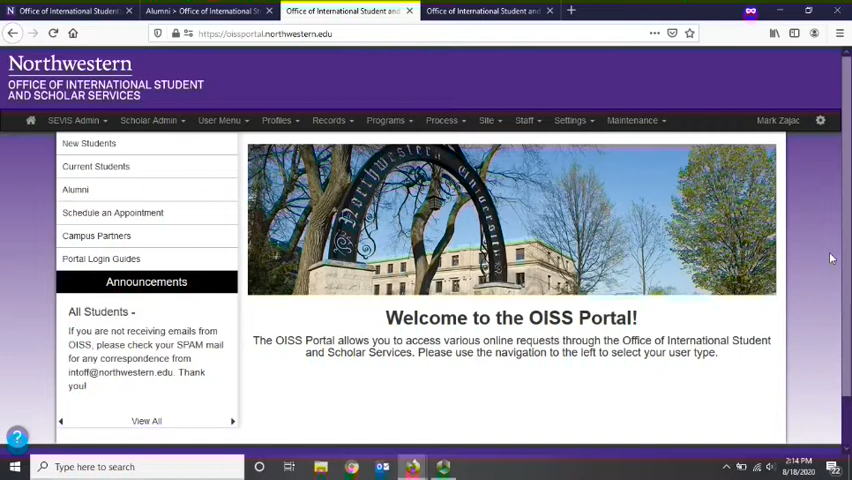 Office of International Student
Alumni > Office of International St
Office of International Student and
Office of International Student and
https://oissportal.northwestern.edu
Northwestern
OFFICE OF INTERNATIONAL STUDENT
AND SCHOLAR SERVICES
SEVIS Admin Scholar Admin User Menu Profiles Records Programs Process Site Staff Settings Maintenance Mark Zajac
New Students
Current Students
Alumni
Schedule an Appointment
Campus Partners
Portal Login Guides
Announcements
All Students -
If you are not receiving emails from
OISS, please check your SPAM mail
for any correspondence from
intoff@northwestern.edu. Thank
you!
View All
Northwestern University
Welcome to the OISS Portal!
The OISS Portal allows you to access various online requests through the Office of International Student
and Scholar Services. Please use the navigation to the left to select your user type.
Type here to search
2:14 PM
8/18/2020
22